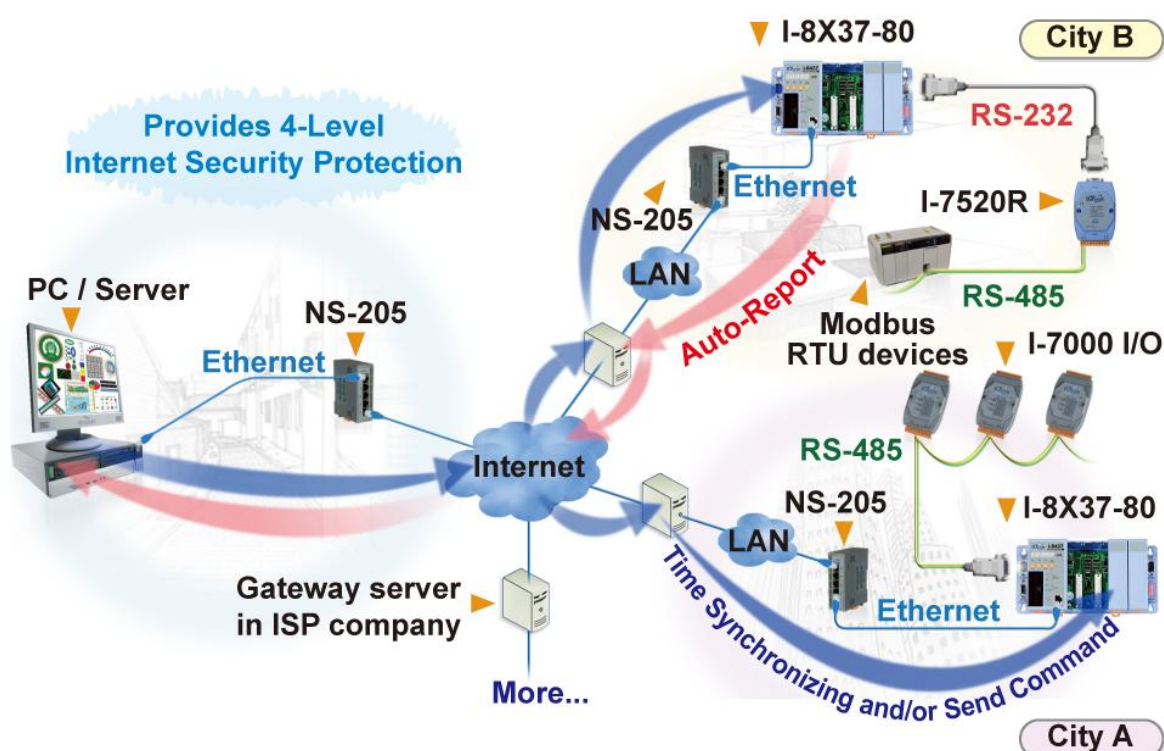 I-8X37-80
City B
Provides 4-Level
Internet Security Protection
RS-232
Ethernet
NS-205
I-7520R
LAN
PC / Server
NS-205
Ethernet
Auto-Report
RS-485
Modbus
RTU devices
I-7000 I/O
Internet
RS-485
NS-205
I-8X37-80
LAN
Gateway server
in ISP company
Ethernet
Time Synchronizing and/or Send Command
More...
City A